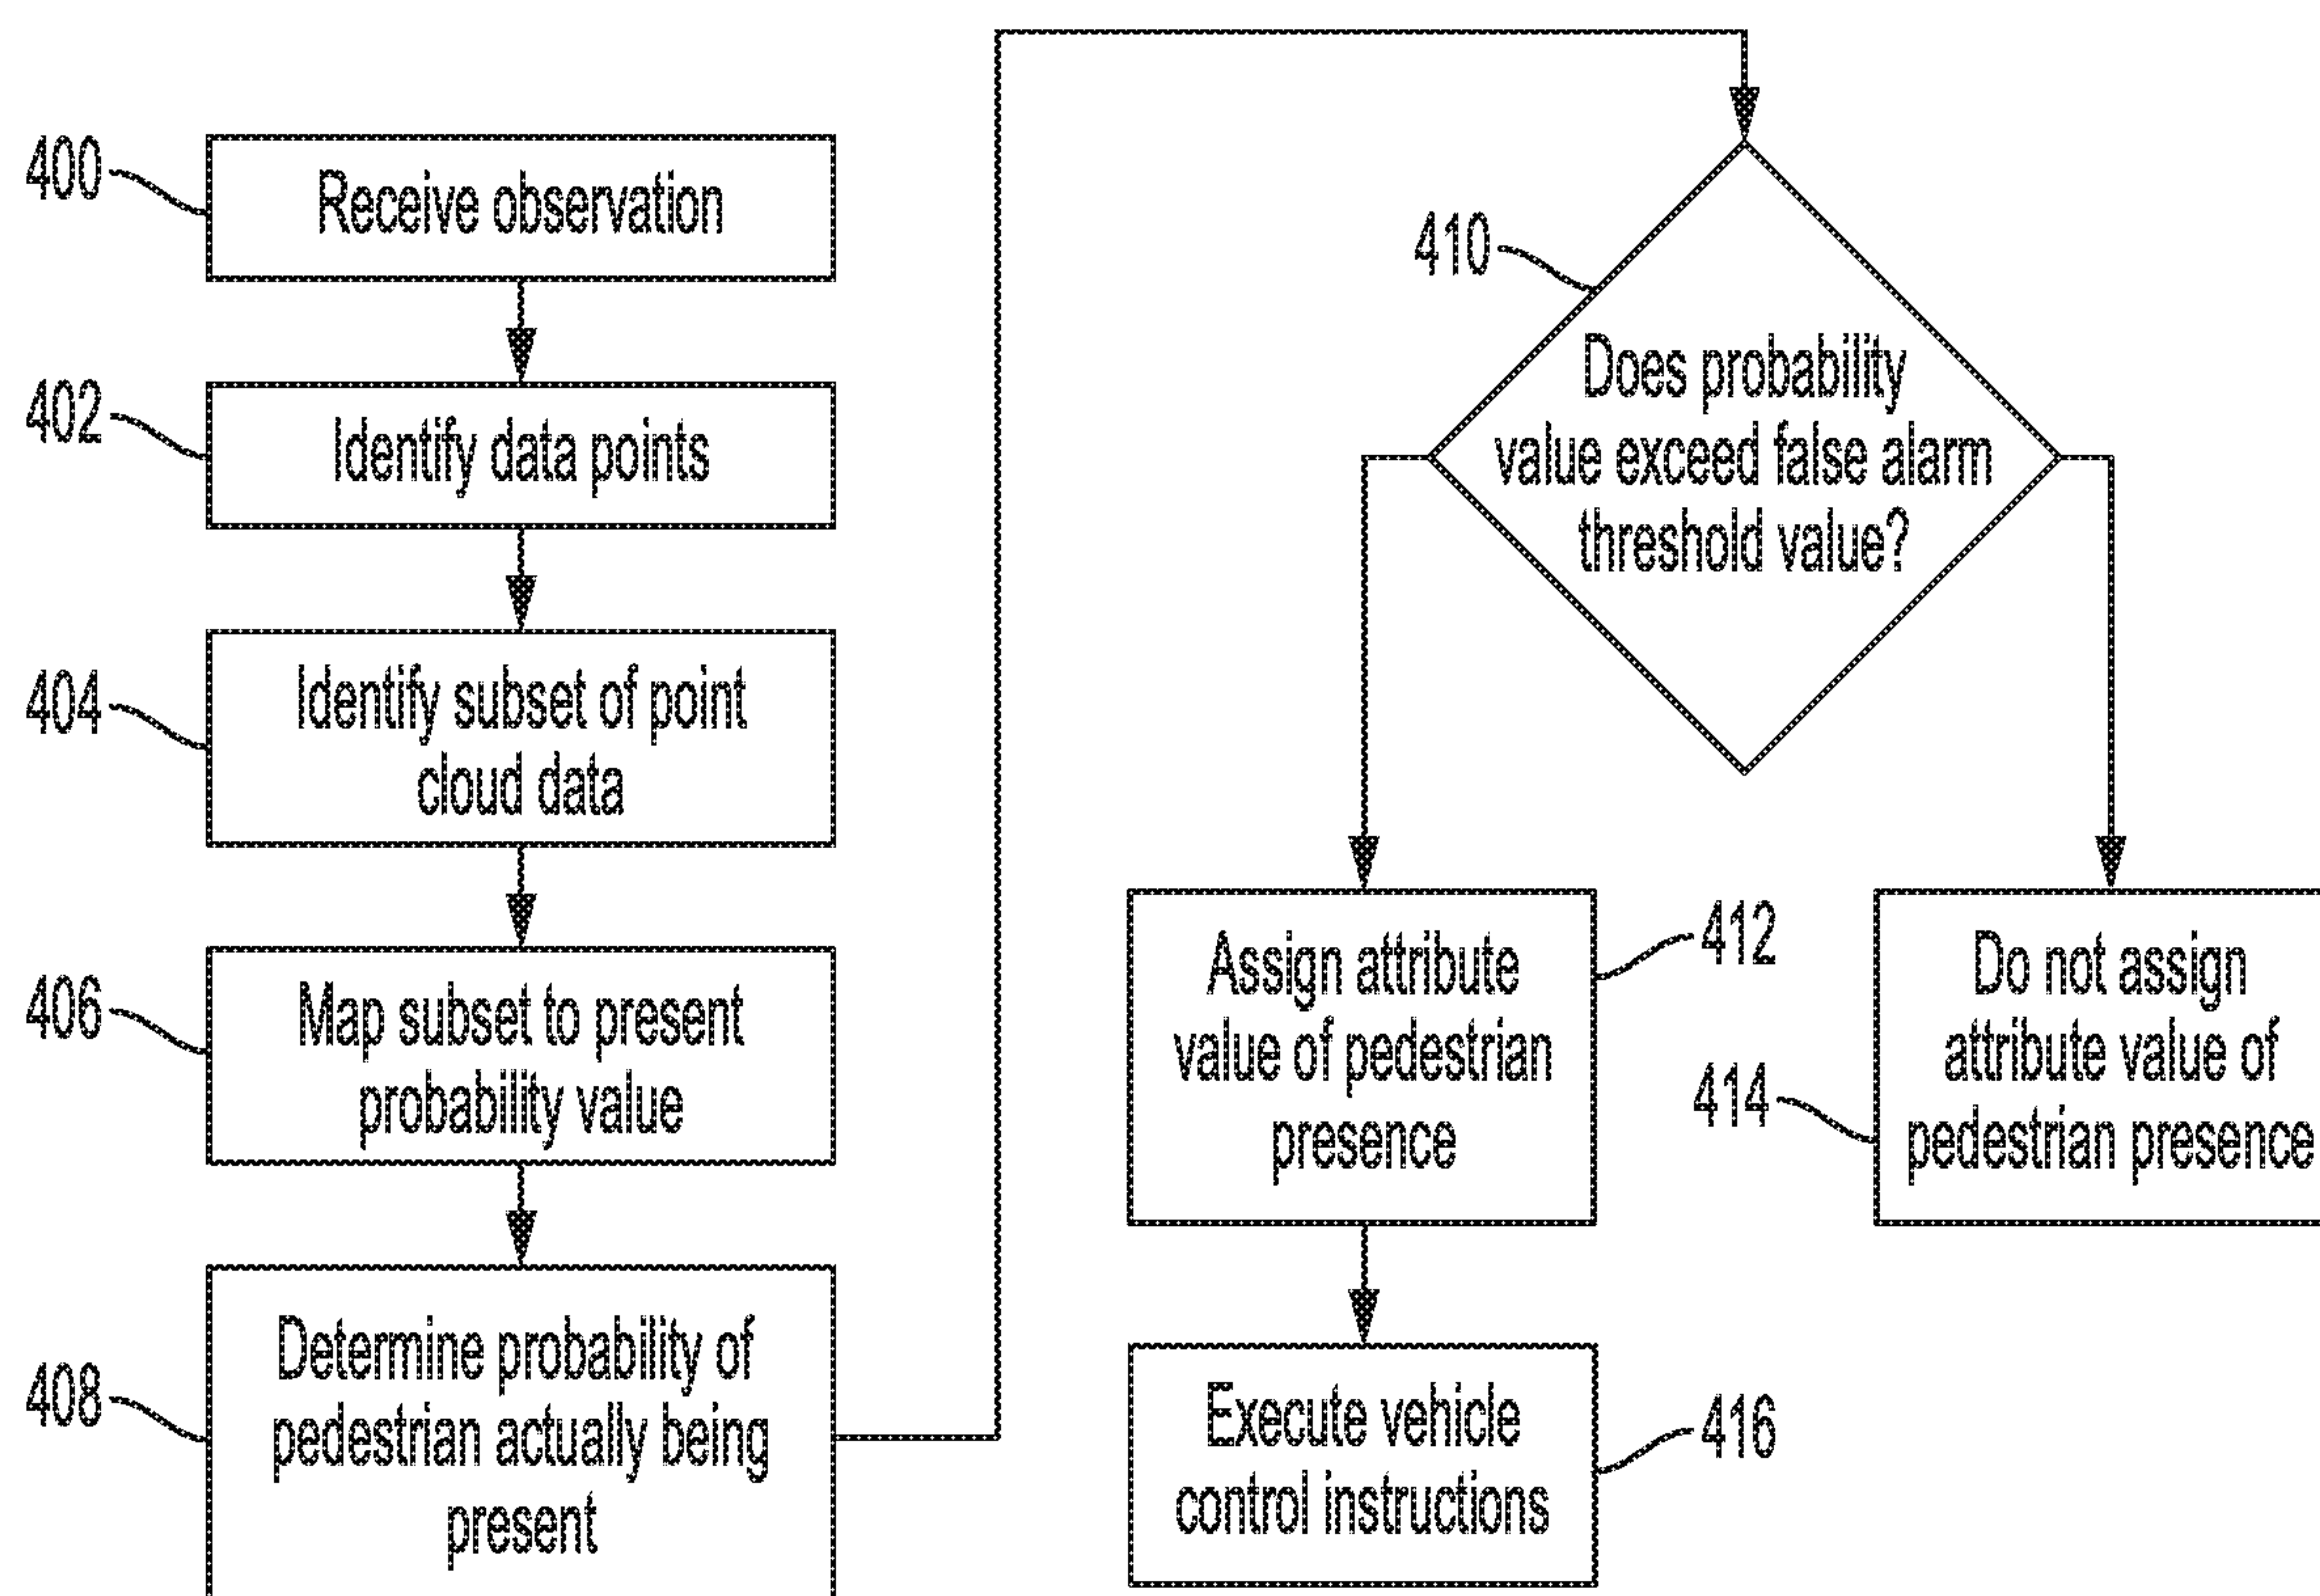 400
Receive observation
402
Identify data points
404
Identify subset of point
cloud data
406
Map subset to present
probability value
408
Determine probability of
pedestrian actually being
present
410
Does probability
value exceed false alarm
threshold value?
412
Assign attribute
value of pedestrian
presence
414
Do not assign
attribute value of
pedestrian presence
416
Execute vehicle
control instructions